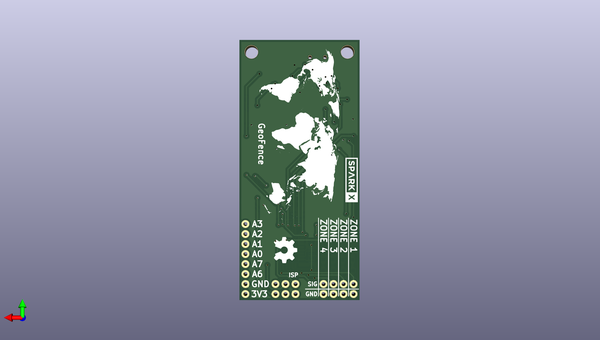 GeoFence
SPARK X
A3
A2
A1
A0
A7
A6
GND
3V3
ISP
ZONE 4
ZONE 3
ZONE 2
ZONE 1
SIG
GND